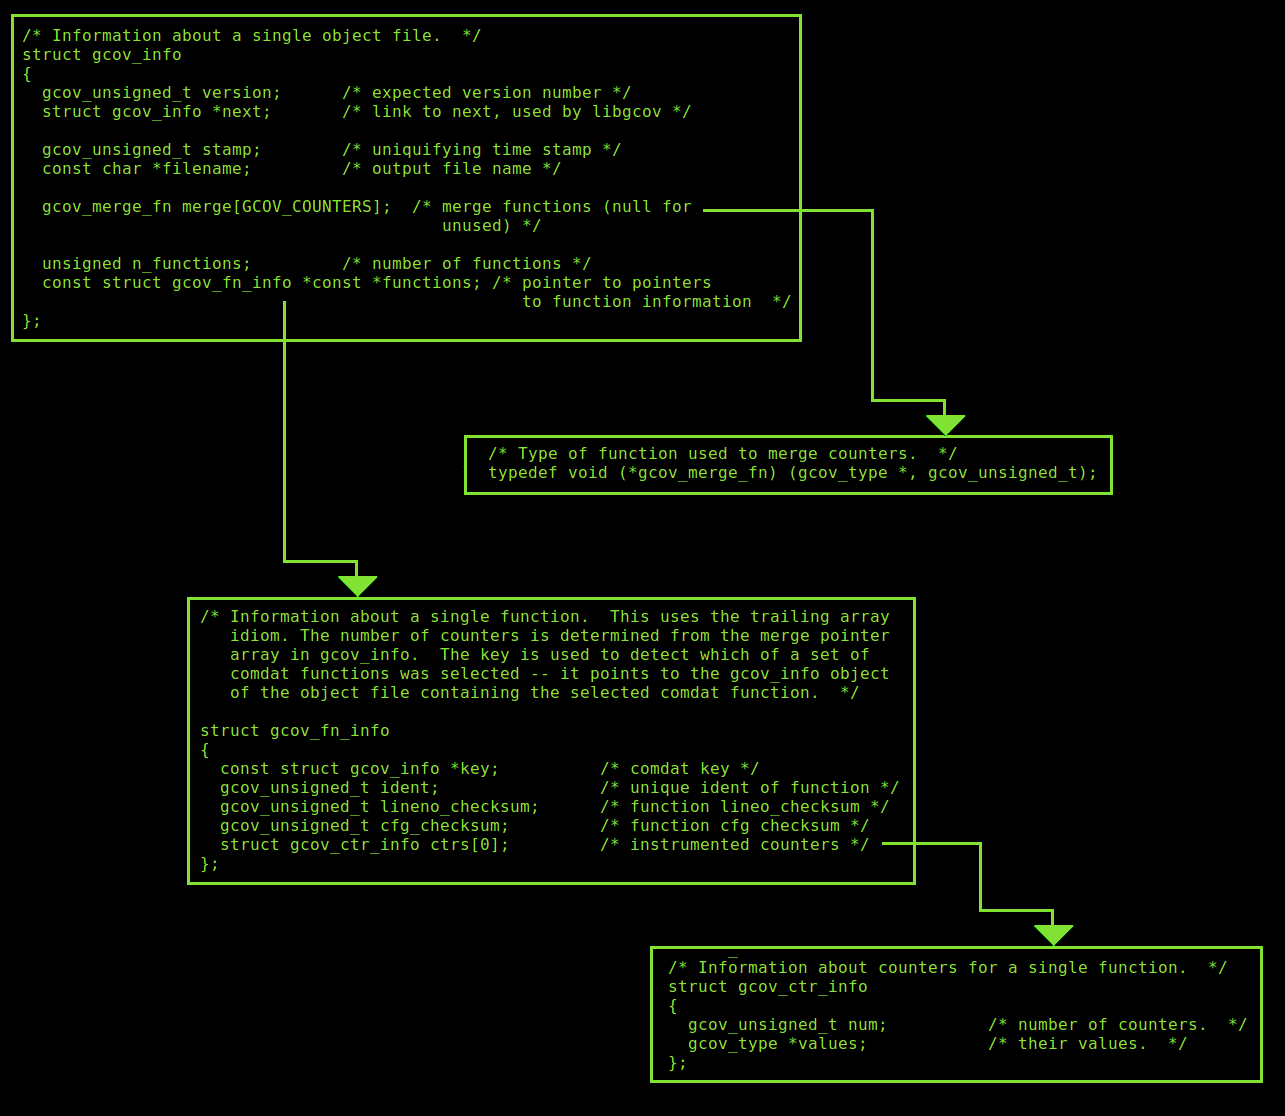 /* Information about a single object file.  */
struct gcov_info
{
  gcov_unsigned_t version;      /* expected version number */
  struct gcov_info *next;       /* link to next, used by libgcov */

  gcov_unsigned_t stamp;        /* uniquifying time stamp */
  const char *filename;         /* output file name */

  gcov_merge_fn merge[GCOV_COUNTERS];  /* merge functions (null for
                                          unused) */

  unsigned n_functions;         /* number of functions */
  const struct gcov_fn_info *const *functions; /* pointer to pointers
                                                  to function information  */
};
/* Type of function used to merge counters.  */
typedef void (*gcov_merge_fn) (gcov_type *, gcov_unsigned_t);
/* Information about a single function.  This uses the trailing array
   idiom. The number of counters is determined from the merge pointer
   array in gcov_info.  The key is used to detect which of a set of
   comdat functions was selected -- it points to the gcov_info object
   of the object file containing the selected comdat function.  */

struct gcov_fn_info
{
  const struct gcov_info *key;          /* comdat key */
  gcov_unsigned_t ident;                /* unique ident of function */
  gcov_unsigned_t lineno_checksum;      /* function lineo_checksum */
  gcov_unsigned_t cfg_checksum;         /* function cfg checksum */
  struct gcov_ctr_info ctrs[0];         /* instrumented counters */
};
/* Information about counters for a single function.  */
struct gcov_ctr_info
{
  gcov_unsigned_t num;          /* number of counters.  */
  gcov_type *values;            /* their values.  */
};